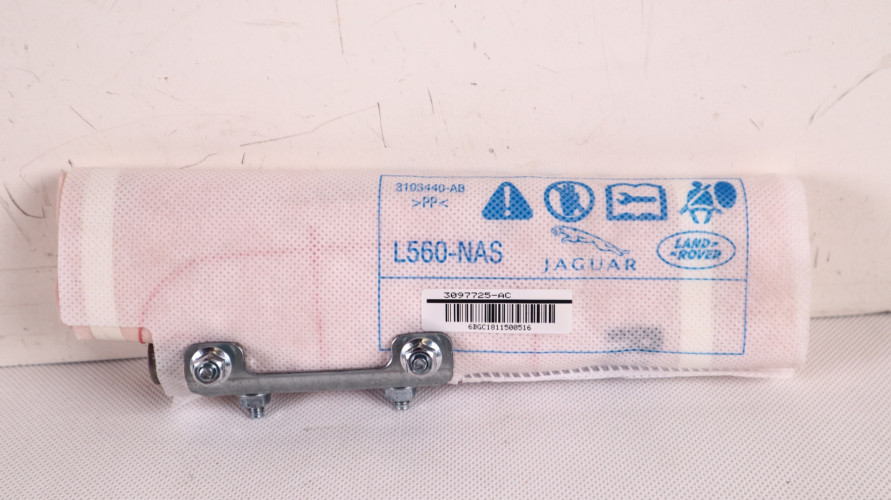 3103440-AB
>PP<
L560-NAS
JAGUAR
LAND-
-ROVER
3097725-AC
6BGC1811500516